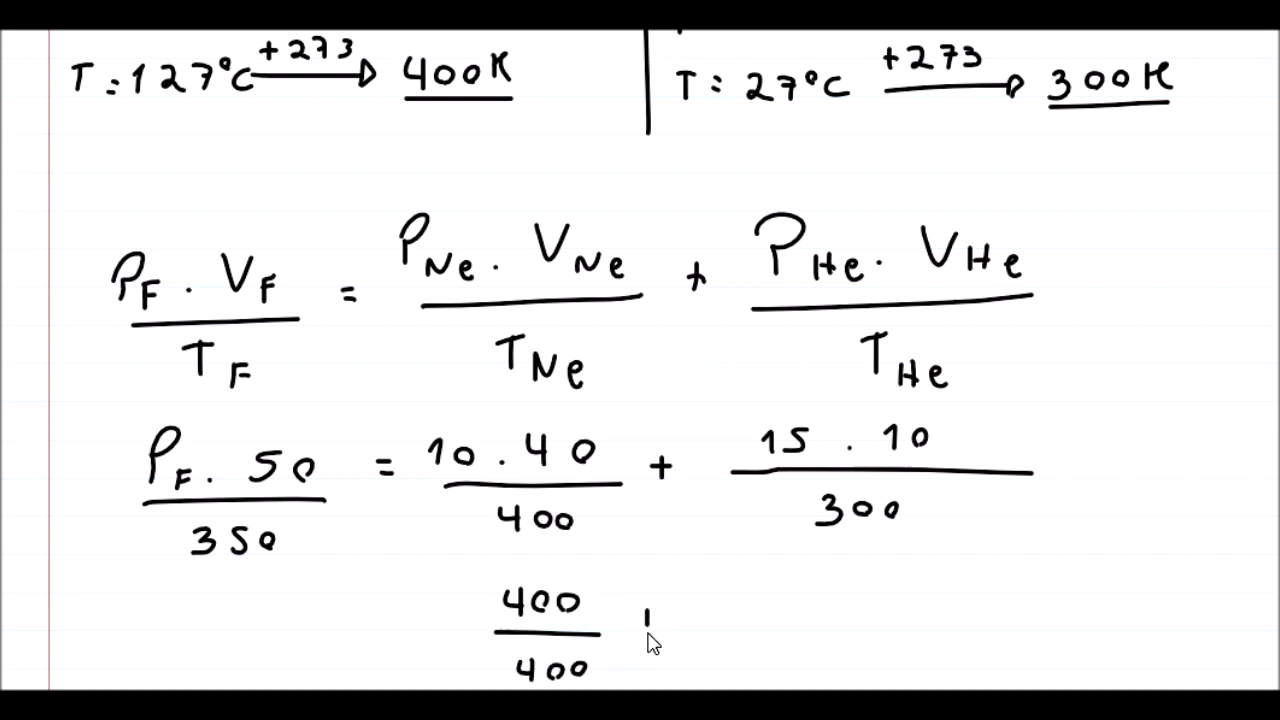 T = 127°C +273 → 400K
T = 27°C +273 → 300K
P_F . V_F / T_F = P_Ne . V_Ne / T_Ne + P_He . V_He / T_He
P_F . 50 / 350 = 10 . 40 / 400 + 15 . 10 / 300
400 / 400